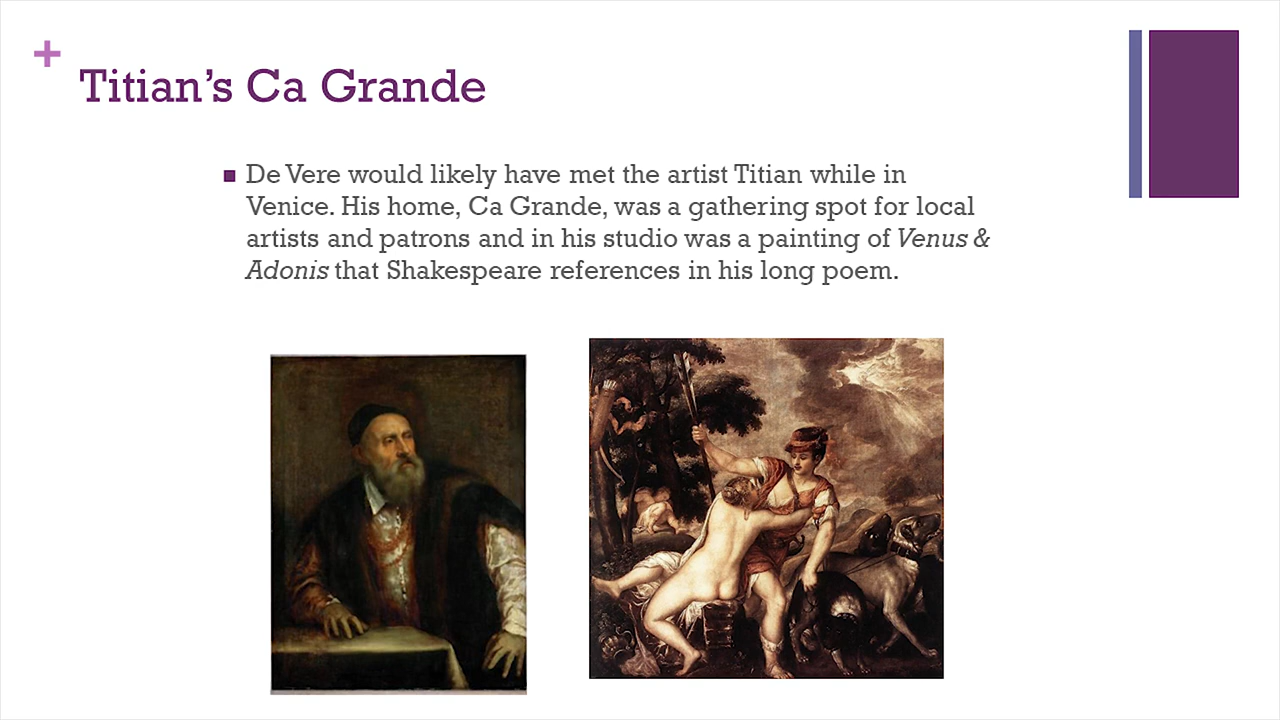 Titian’s Ca Grande
De Vere would likely have met the artist Titian while in
Venice. His home, Ca Grande, was a gathering spot for local
artists and patrons and in his studio was a painting of Venus &
Adonis that Shakespeare references in his long poem.